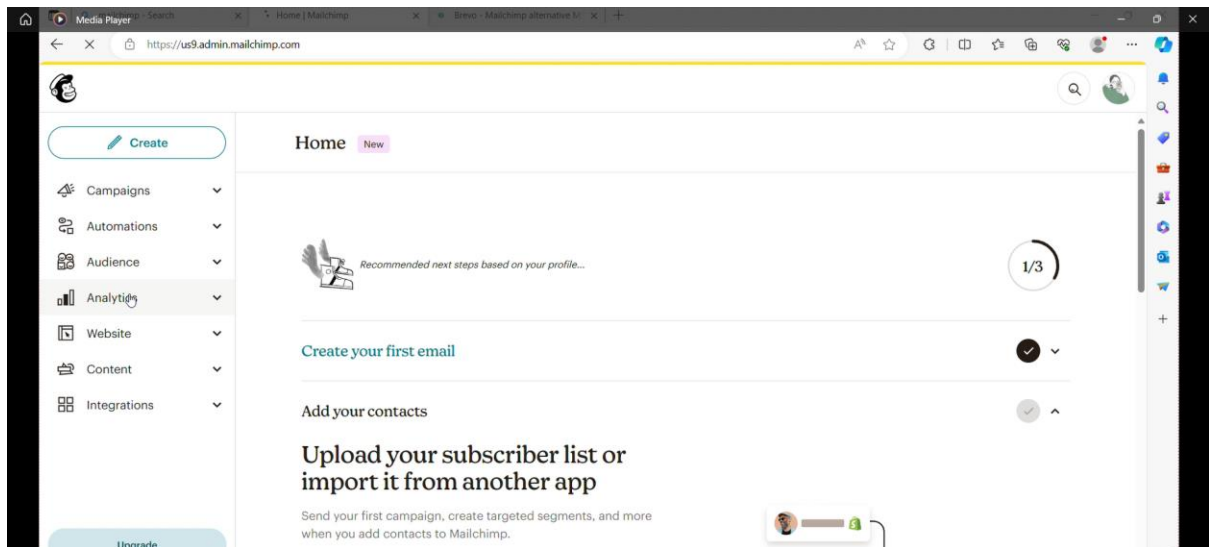 Media Player
mailchimp - Search
Home | Mailchimp
Brevo - Mailchimp alternative M
https://us9.admin.mailchimp.com
Create
Home New
Campaigns
Automations
Audience
Analytics
Website
Content
Integrations
Upgrade
Recommended next steps based on your profile...
1/3
Create your first email
Add your contacts
Upload your subscriber list or
import it from another app
Send your first campaign, create targeted segments, and more
when you add contacts to Mailchimp.